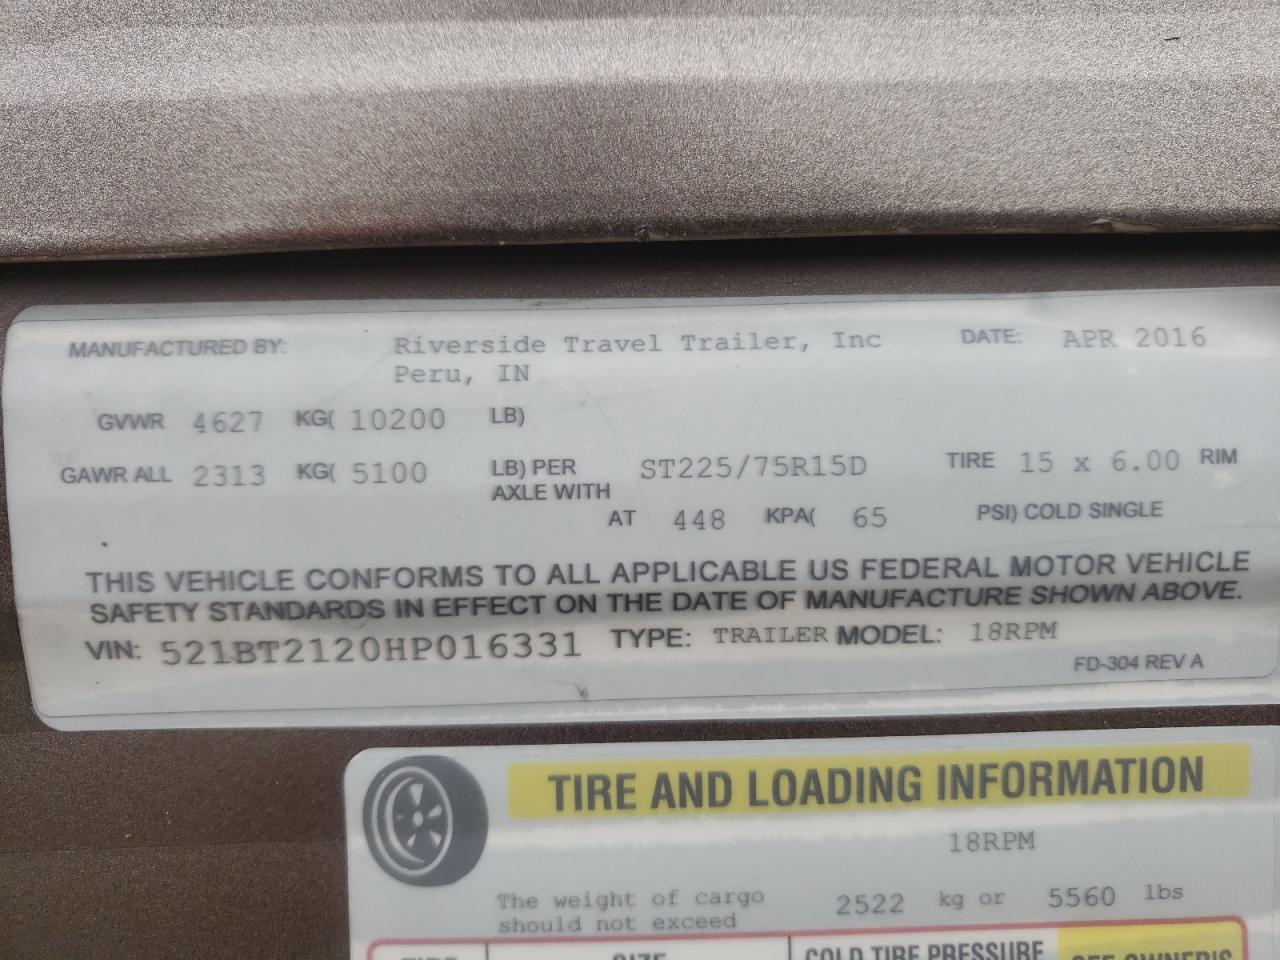 MANUFACTURED BY: Riverside Travel Trailer, Inc DATE: APR 2016
Peru, IN
GVWR 4627 KG( 10200 LB)
GAWR ALL 2313 KG( 5100 LB) PER ST225/75R15D TIRE 15 x 6.00 RIM
AXLE WITH
AT 448 KPA( 65 PSI) COLD SINGLE
THIS VEHICLE CONFORMS TO ALL APPLICABLE US FEDERAL MOTOR VEHICLE
SAFETY STANDARDS IN EFFECT ON THE DATE OF MANUFACTURE SHOWN ABOVE.
VIN: 521BT2120HP016331 TYPE: TRAILER MODEL: 18RPM
FD-304 REV A
TIRE AND LOADING INFORMATION
18RPM
The weight of cargo 2522 kg or 5560 lbs
should not exceed
TIRE SIZE COLD TIRE PRESSURE SEE OWNER'S